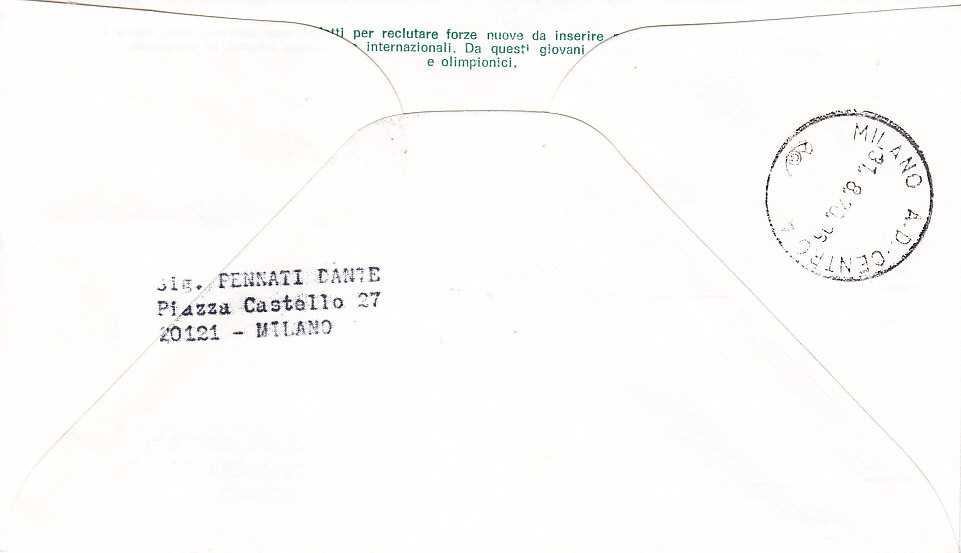 per reclutare forze nuove da inserire
internazionali. Da questi giovani
e olimpionici.
MILANO A.D. CENTRO
Sig. PENNATI DANTE
Piazza Castello 27
20121 - MILANO